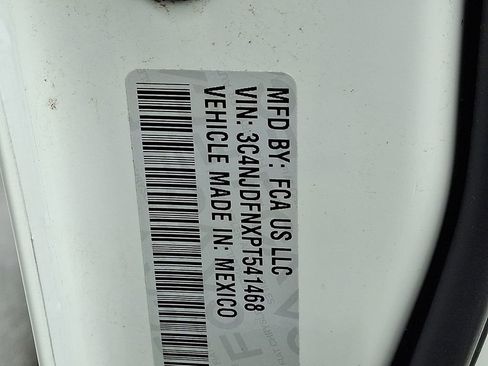 MFD BY: FCA US LLC
VIN: 3C4NJDFNXPT541468
VEHICLE MADE IN: MEXICO